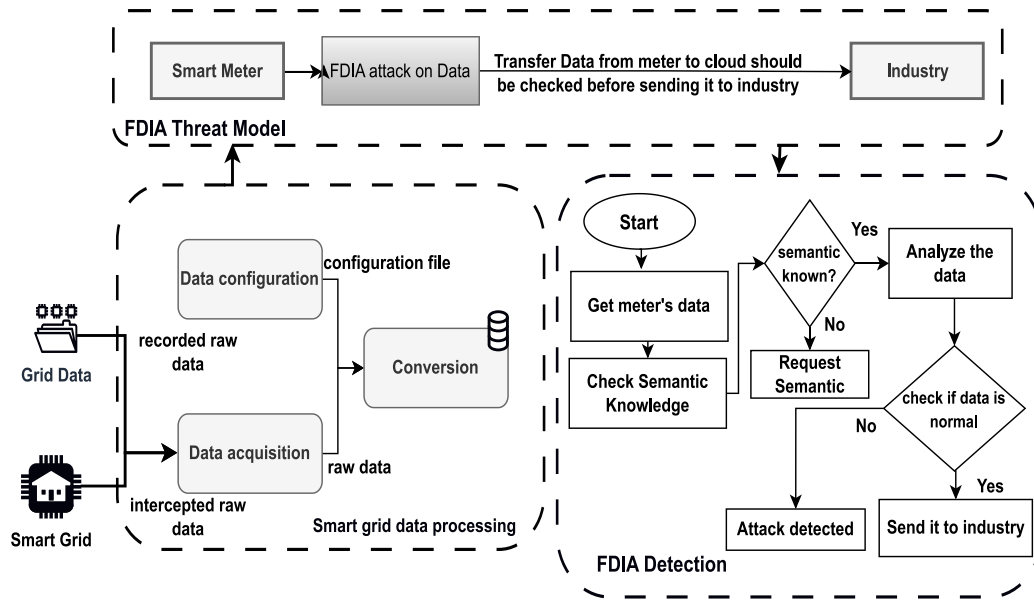 Smart Meter
FDIA attack on Data
Transfer Data from meter to cloud should
be checked before sending it to industry
Industry
FDIA Threat Model
Data configuration
configuration file
Grid Data
recorded raw
data
Conversion
Data acquisition
raw data
intercepted raw
data
Smart Grid
Smart grid data processing
Start
Get meter's data
Check Semantic
Knowledge
semantic
known?
Yes
No
Request
Semantic
Analyze the
data
check if data is
normal
No
Yes
Attack detected
Send it to industry
FDIA Detection